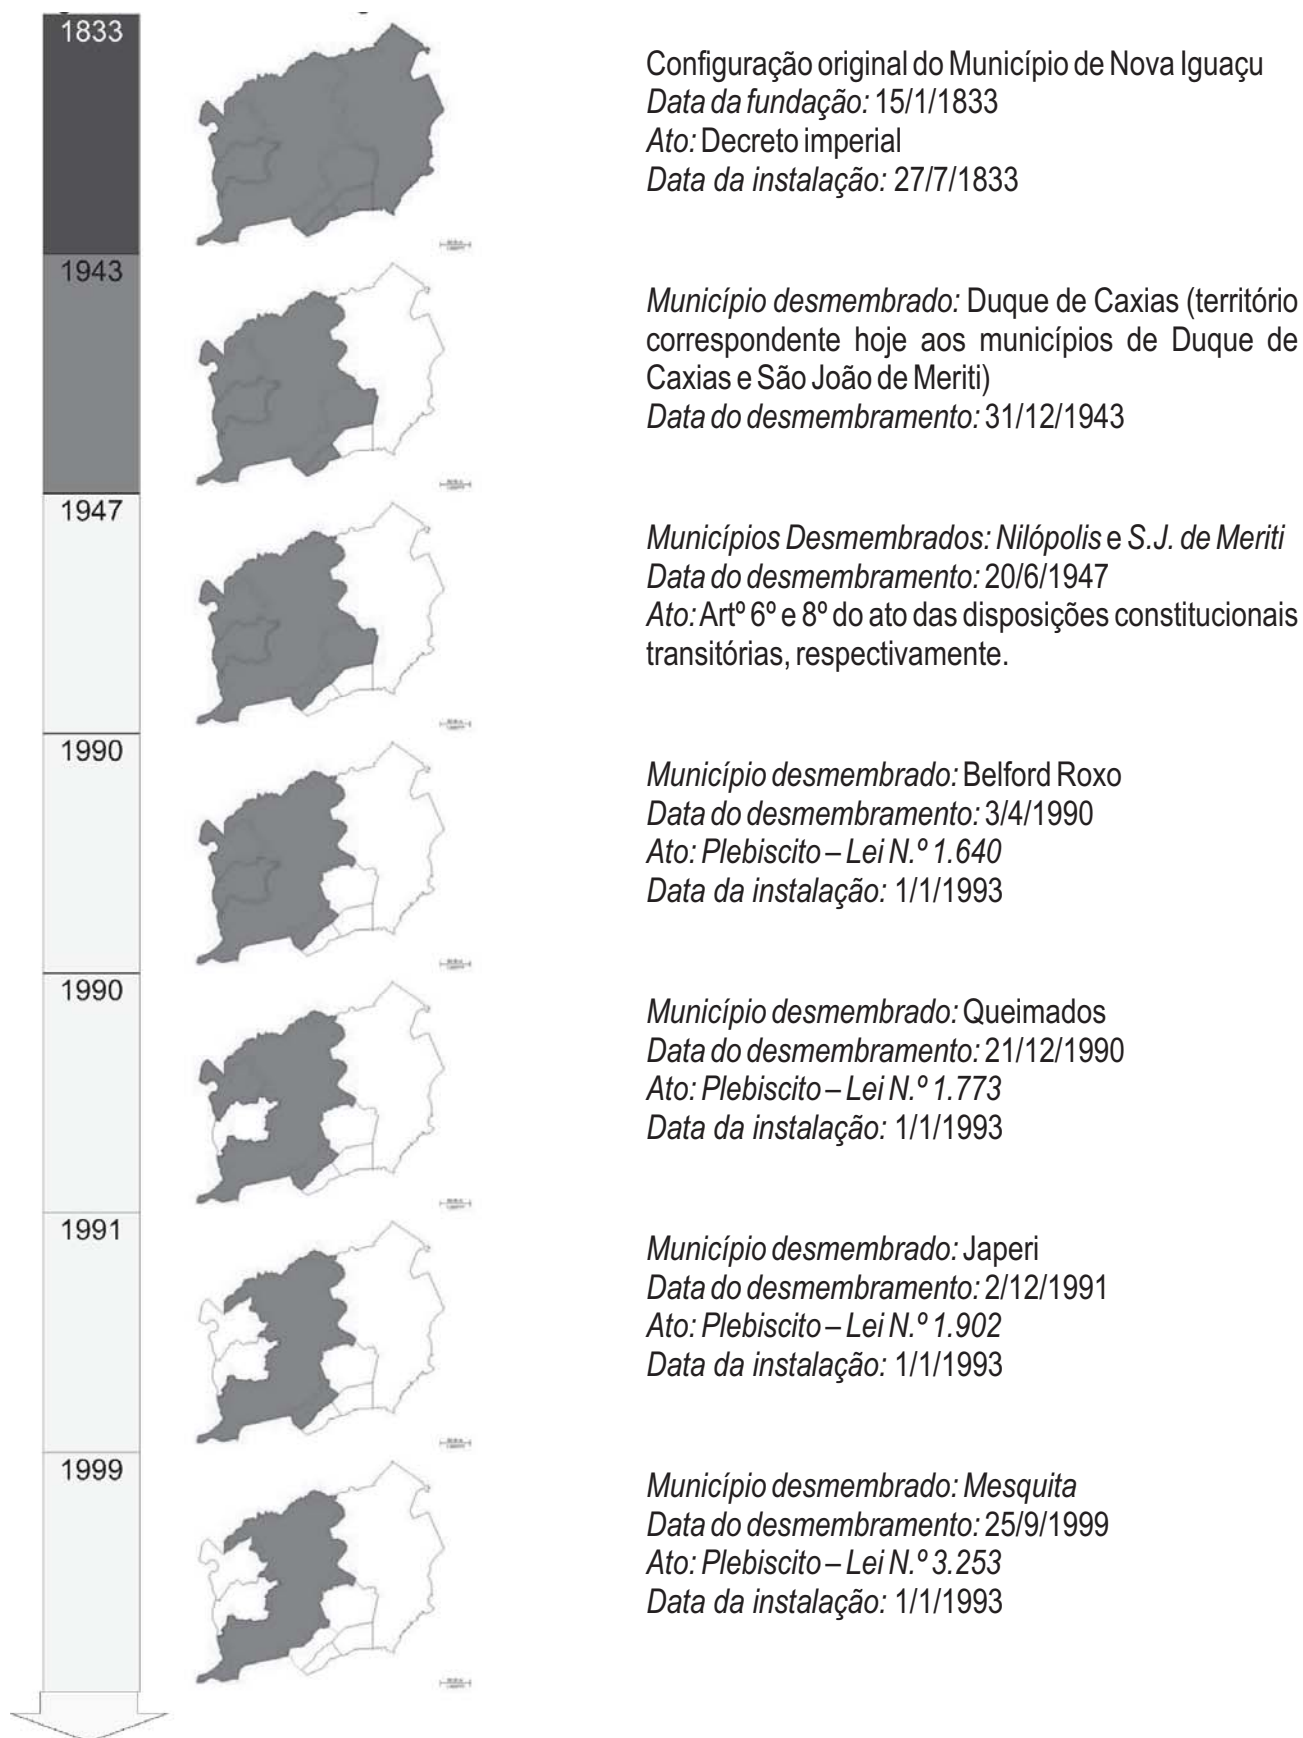 1833
Configuração original do Município de Nova Iguaçu
Data da fundação: 15/1/1833
Ato: Decreto imperial
Data da instalação: 27/7/1833
1943
Município desmembrado: Duque de Caxias (território
correspondente hoje aos municípios de Duque de
Caxias e São João de Meriti)
Data do desmembramento: 31/12/1943
1947
Municípios Desmembrados: Nilópolis e S.J. de Meriti
Data do desmembramento: 20/6/1947
Ato: Artº 6º e 8º do ato das disposições constitucionais
transitórias, respectivamente.
1990
Município desmembrado: Belford Roxo
Data do desmembramento: 3/4/1990
Ato: Plebiscito – Lei N.º 1.640
Data da instalação: 1/1/1993
1990
Município desmembrado: Queimados
Data do desmembramento: 21/12/1990
Ato: Plebiscito – Lei N.º 1.773
Data da instalação: 1/1/1993
1991
Município desmembrado: Japeri
Data do desmembramento: 2/12/1991
Ato: Plebiscito – Lei N.º 1.902
Data da instalação: 1/1/1993
1999
Município desmembrado: Mesquita
Data do desmembramento: 25/9/1999
Ato: Plebiscito – Lei N.º 3.253
Data da instalação: 1/1/1993